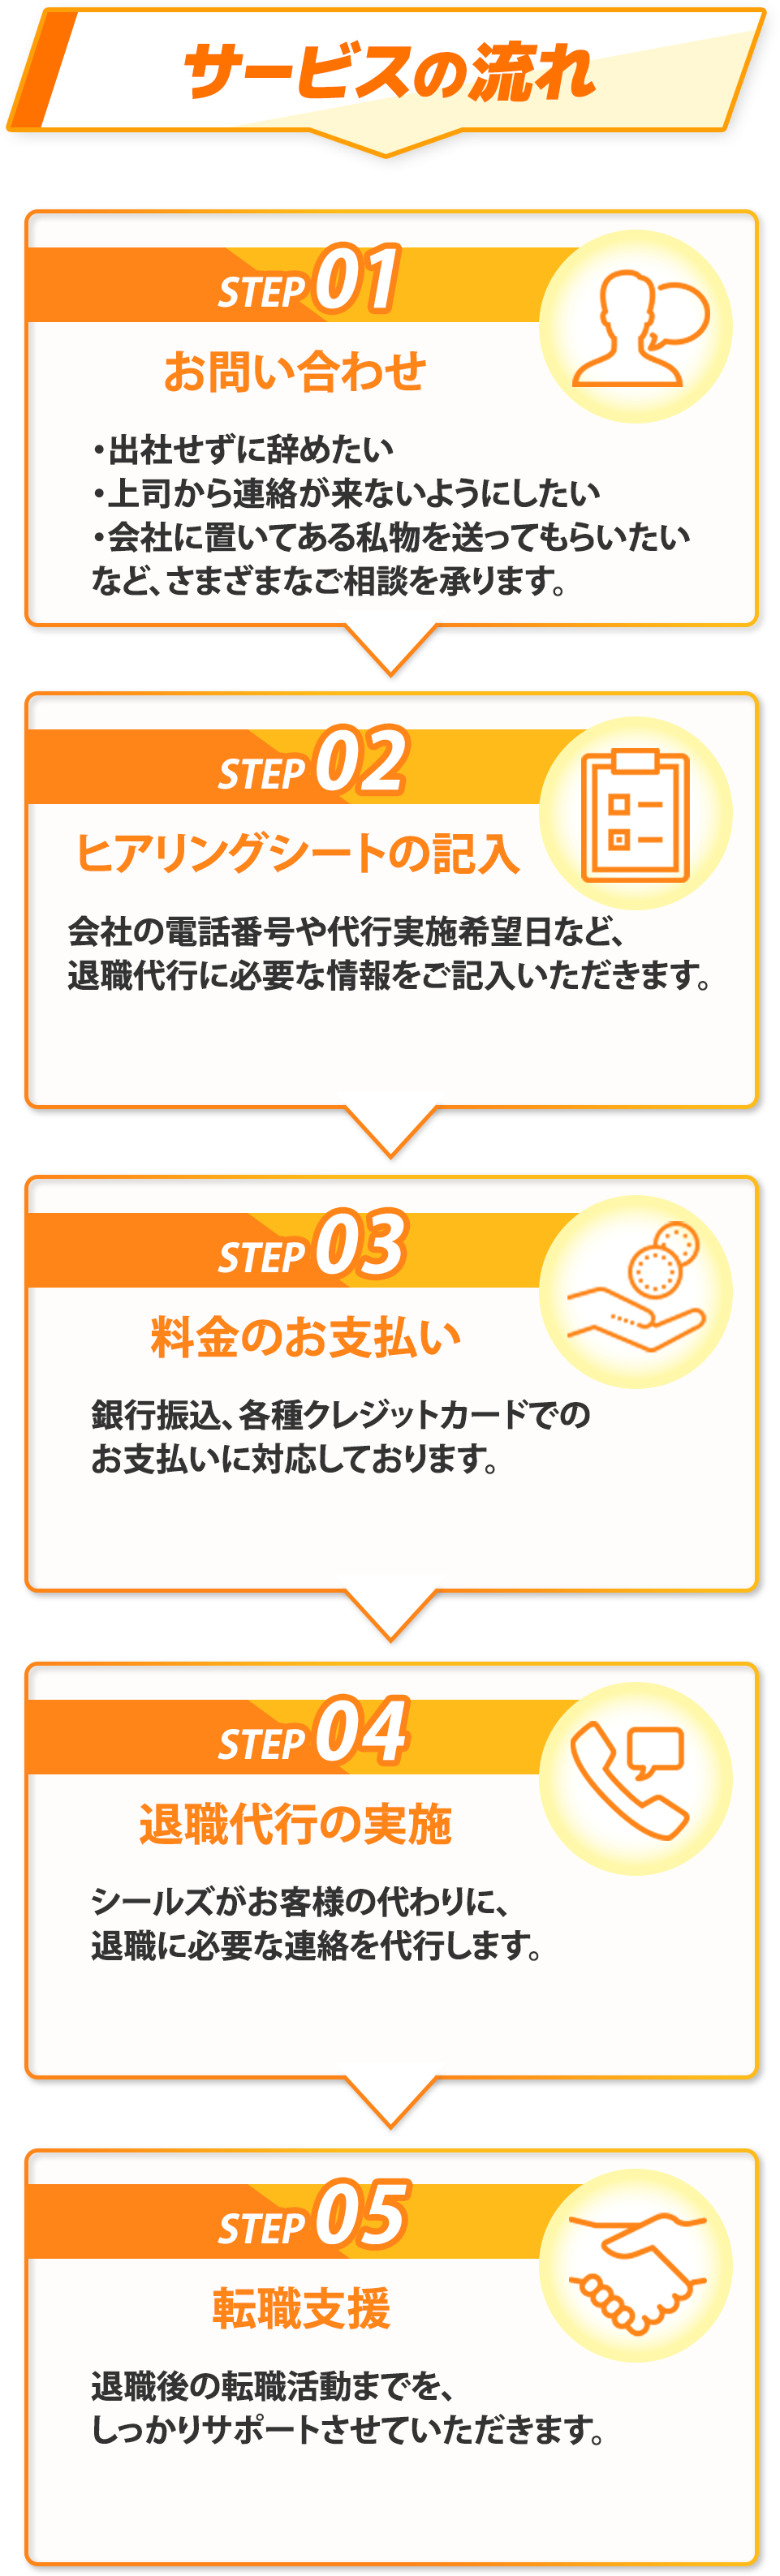 サービスの流れ
STEP 01
お問い合わせ
・出社せずに辞めたい
・上司から連絡が来ないようにしたい
・会社に置いてある私物を送ってもらいたい
など、さまざまなご相談を承ります。
STEP 02
ヒアリングシートの記入
会社の電話番号や代行実施希望日など、
退職代行に必要な情報をご記入いただきます。
STEP 03
料金のお支払い
銀行振込、各種クレジットカードでの
お支払いに対応しております。
STEP 04
退職代行の実施
シールズがお客様の代わりに、
退職に必要な連絡を代行します。
STEP 05
転職支援
退職後の転職活動までを、
しっかりサポートさせていただきます。